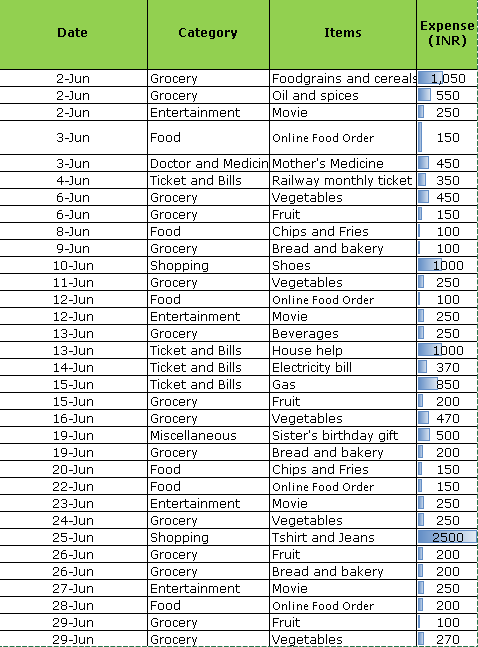 Date Category Items Expense (INR)
2-Jun Grocery Foodgrains and cereals 1,050
2-Jun Grocery Oil and spices 550
2-Jun Entertainment Movie 250
3-Jun Food Online Food Order 150
3-Jun Doctor and Medicin Mother's Medicine 450
4-Jun Ticket and Bills Railway monthly ticket 350
6-Jun Grocery Vegetables 450
6-Jun Grocery Fruit 150
8-Jun Food Chips and Fries 100
9-Jun Grocery Bread and bakery 100
10-Jun Shopping Shoes 1000
11-Jun Grocery Vegetables 250
12-Jun Food Online Food Order 100
12-Jun Entertainment Movie 250
13-Jun Grocery Beverages 250
13-Jun Ticket and Bills House help 1000
14-Jun Ticket and Bills Electricity bill 370
15-Jun Ticket and Bills Gas 850
15-Jun Grocery Fruit 200
16-Jun Grocery Vegetables 470
19-Jun Miscellaneous Sister's birthday gift 500
19-Jun Grocery Bread and bakery 200
20-Jun Food Chips and Fries 150
22-Jun Food Online Food Order 150
23-Jun Entertainment Movie 250
24-Jun Grocery Vegetables 250
25-Jun Shopping Tshirt and Jeans 2500
26-Jun Grocery Fruit 200
26-Jun Grocery Bread and bakery 200
27-Jun Entertainment Movie 250
28-Jun Food Online Food Order 200
29-Jun Grocery Fruit 100
29-Jun Grocery Vegetables 270